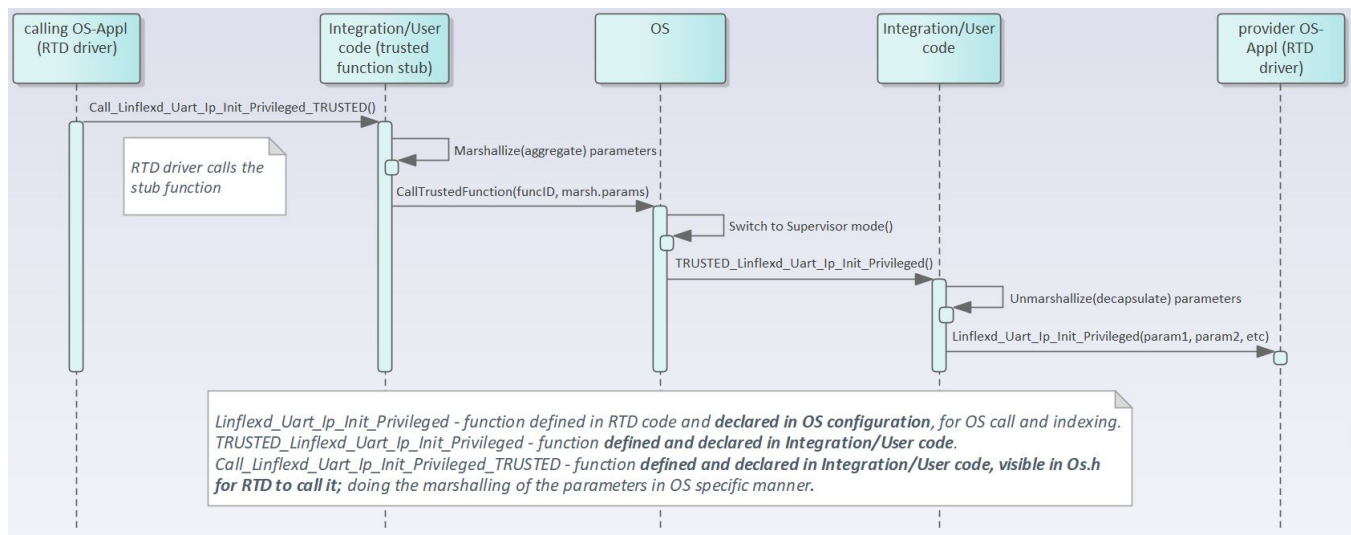 calling OS-Appl
(RTD driver)
Integration/User
code (trusted
function stub)
OS
Integration/User
code
provider OS-
Appl (RTD
driver)
Call_Linflexd_Uart_Ip_Init_Privileged_TRUSTED()
RTD driver calls the
stub function
Marshallize(aggregate) parameters
CallTrustedFunction(funcID, marsh.params)
Switch to Supervisor mode()
TRUSTED_Linflexd_Uart_Ip_Init_Privileged()
Unmarshallize(decapsulate) parameters
Linflexd_Uart_Ip_Init_Privileged(param1, param2, etc)
Linflexd_Uart_Ip_Init_Privileged - function defined in RTD code and declared in OS configuration, for OS call and indexing.
TRUSTED_Linflexd_Uart_Ip_Init_Privileged - function defined and declared in Integration/User code.
Call_Linflexd_Uart_Ip_Init_Privileged_TRUSTED - function defined and declared in Integration/User code, visible in Os.h
for RTD to call it; doing the marshalling of the parameters in OS specific manner.